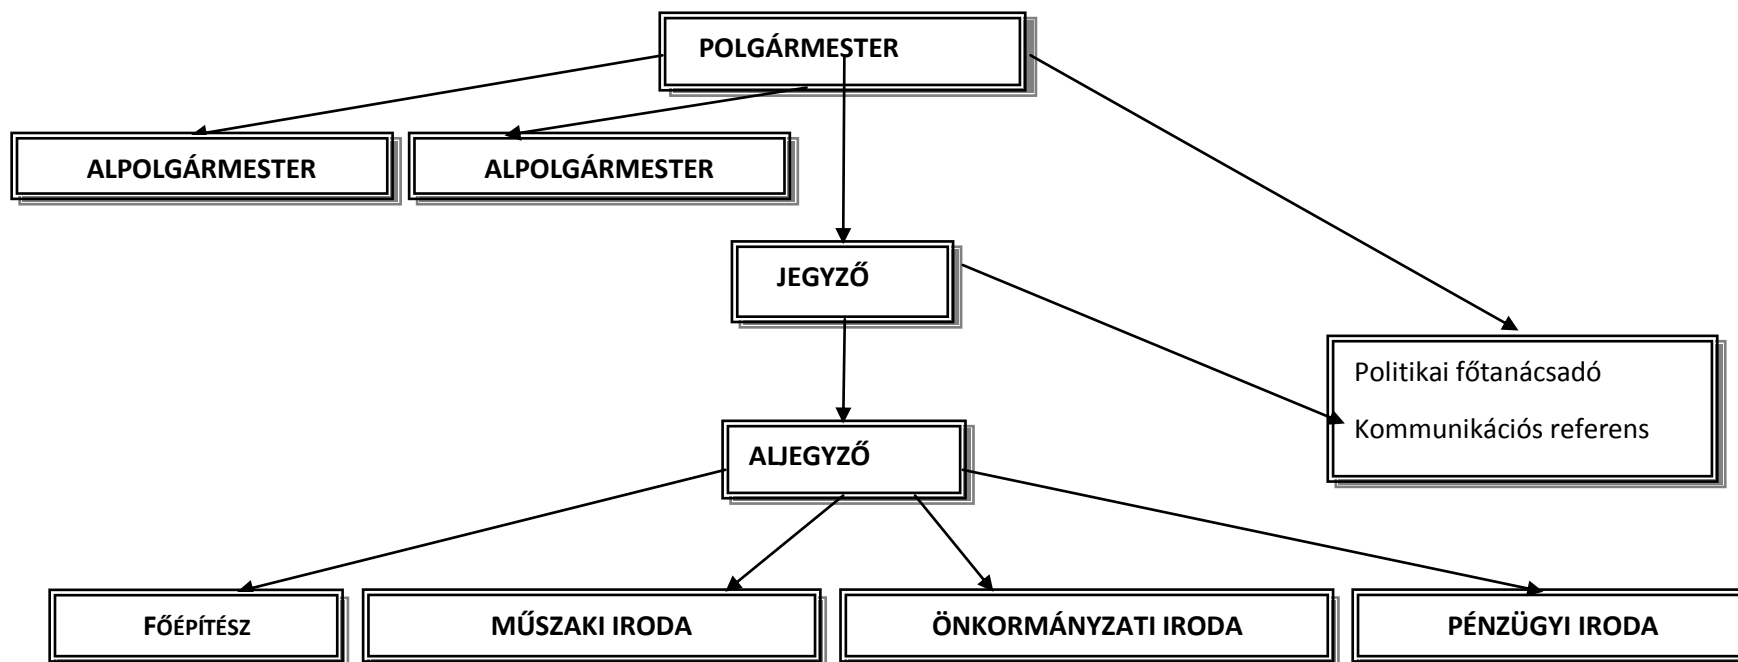 POLGÁRMESTER
ALPOLGÁRMESTER
ALPOLGÁRMESTER
JEGYZŐ
Politikai főtanácsadó
Kommunikációs referens
ALJEGYZŐ
FŐÉPÍTÉSZ
MŰSZAKI IRODA
ÖNKORMÁNYZATI IRODA
PÉNZÜGYI IRODA